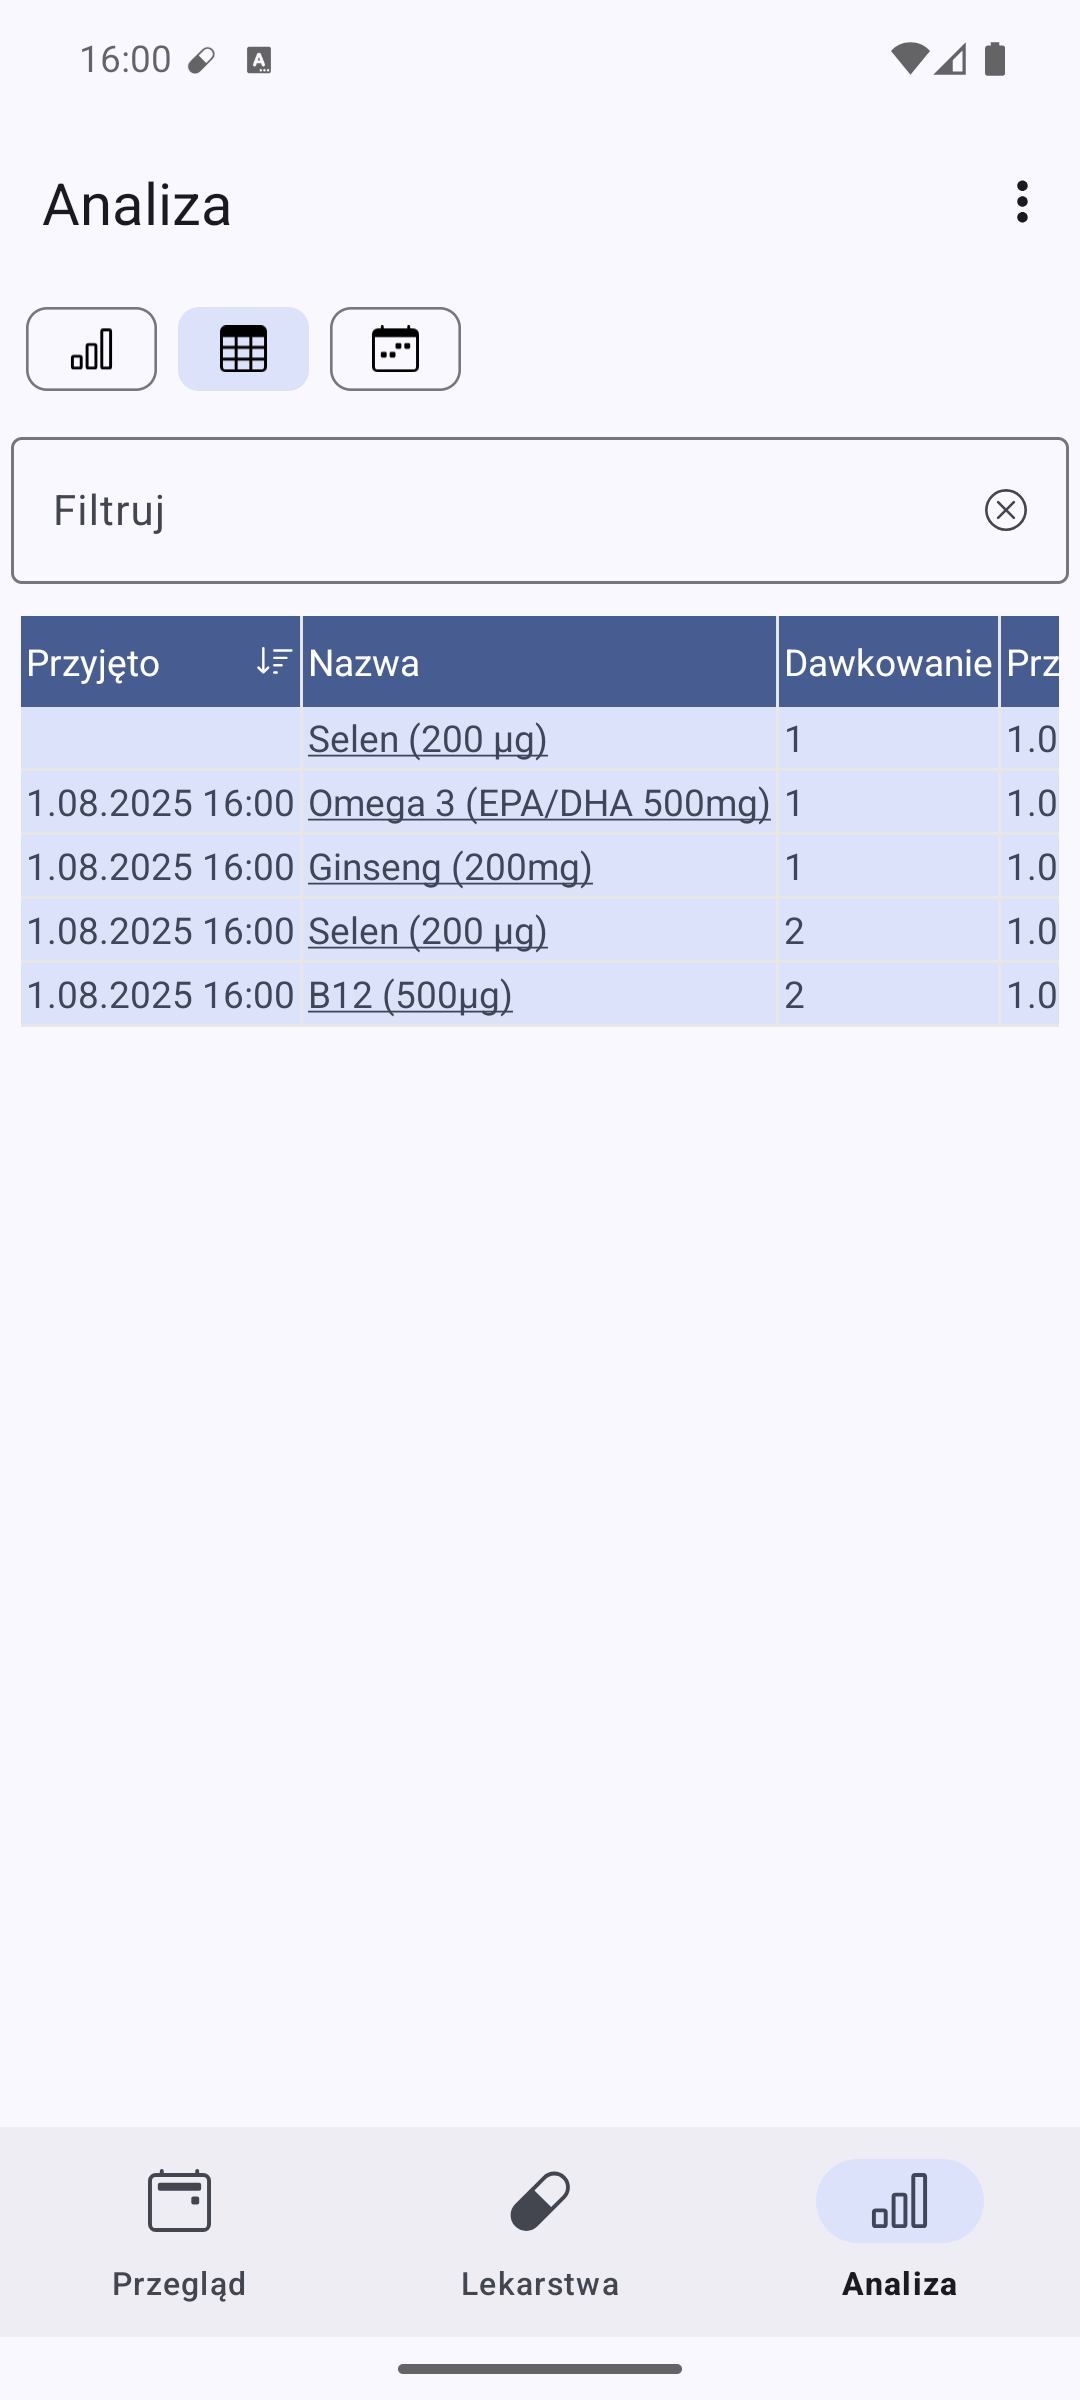 16:00
Analiza
Filtruj
Przyjęto Nazwa Dawkowanie Prz
Selen (200 µg) 1 1.0
1.08.2025 16:00 Omega 3 (EPA/DHA 500mg) 1 1.0
1.08.2025 16:00 Ginseng (200mg) 1 1.0
1.08.2025 16:00 Selen (200 µg) 2 1.0
1.08.2025 16:00 B12 (500µg) 2 1.0
Przegląd Lekarstwa Analiza